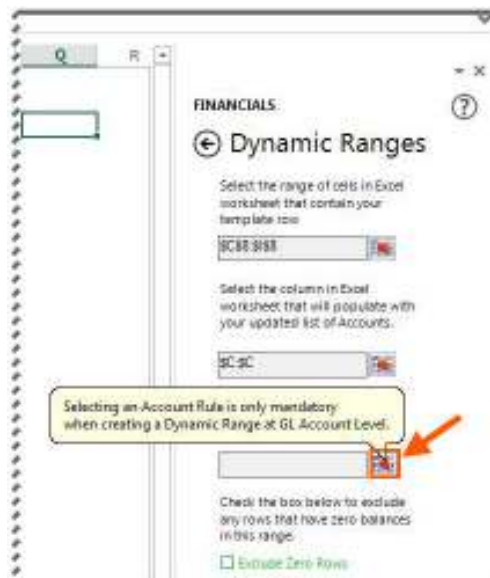 Q R
FINANCIALS
Dynamic Ranges
Select the range of cells in Excel
worksheet that contain your
template row
$C$8:$I$8
Select the column in Excel
worksheet that will populate with
your updated list of Accounts.
$C:$C
Selecting an Account Rule is only mandatory
when creating a Dynamic Range at GL Account Level.
Check the box below to exclude
any rows that have zero balances
in this range.
Exclude Zero Rows